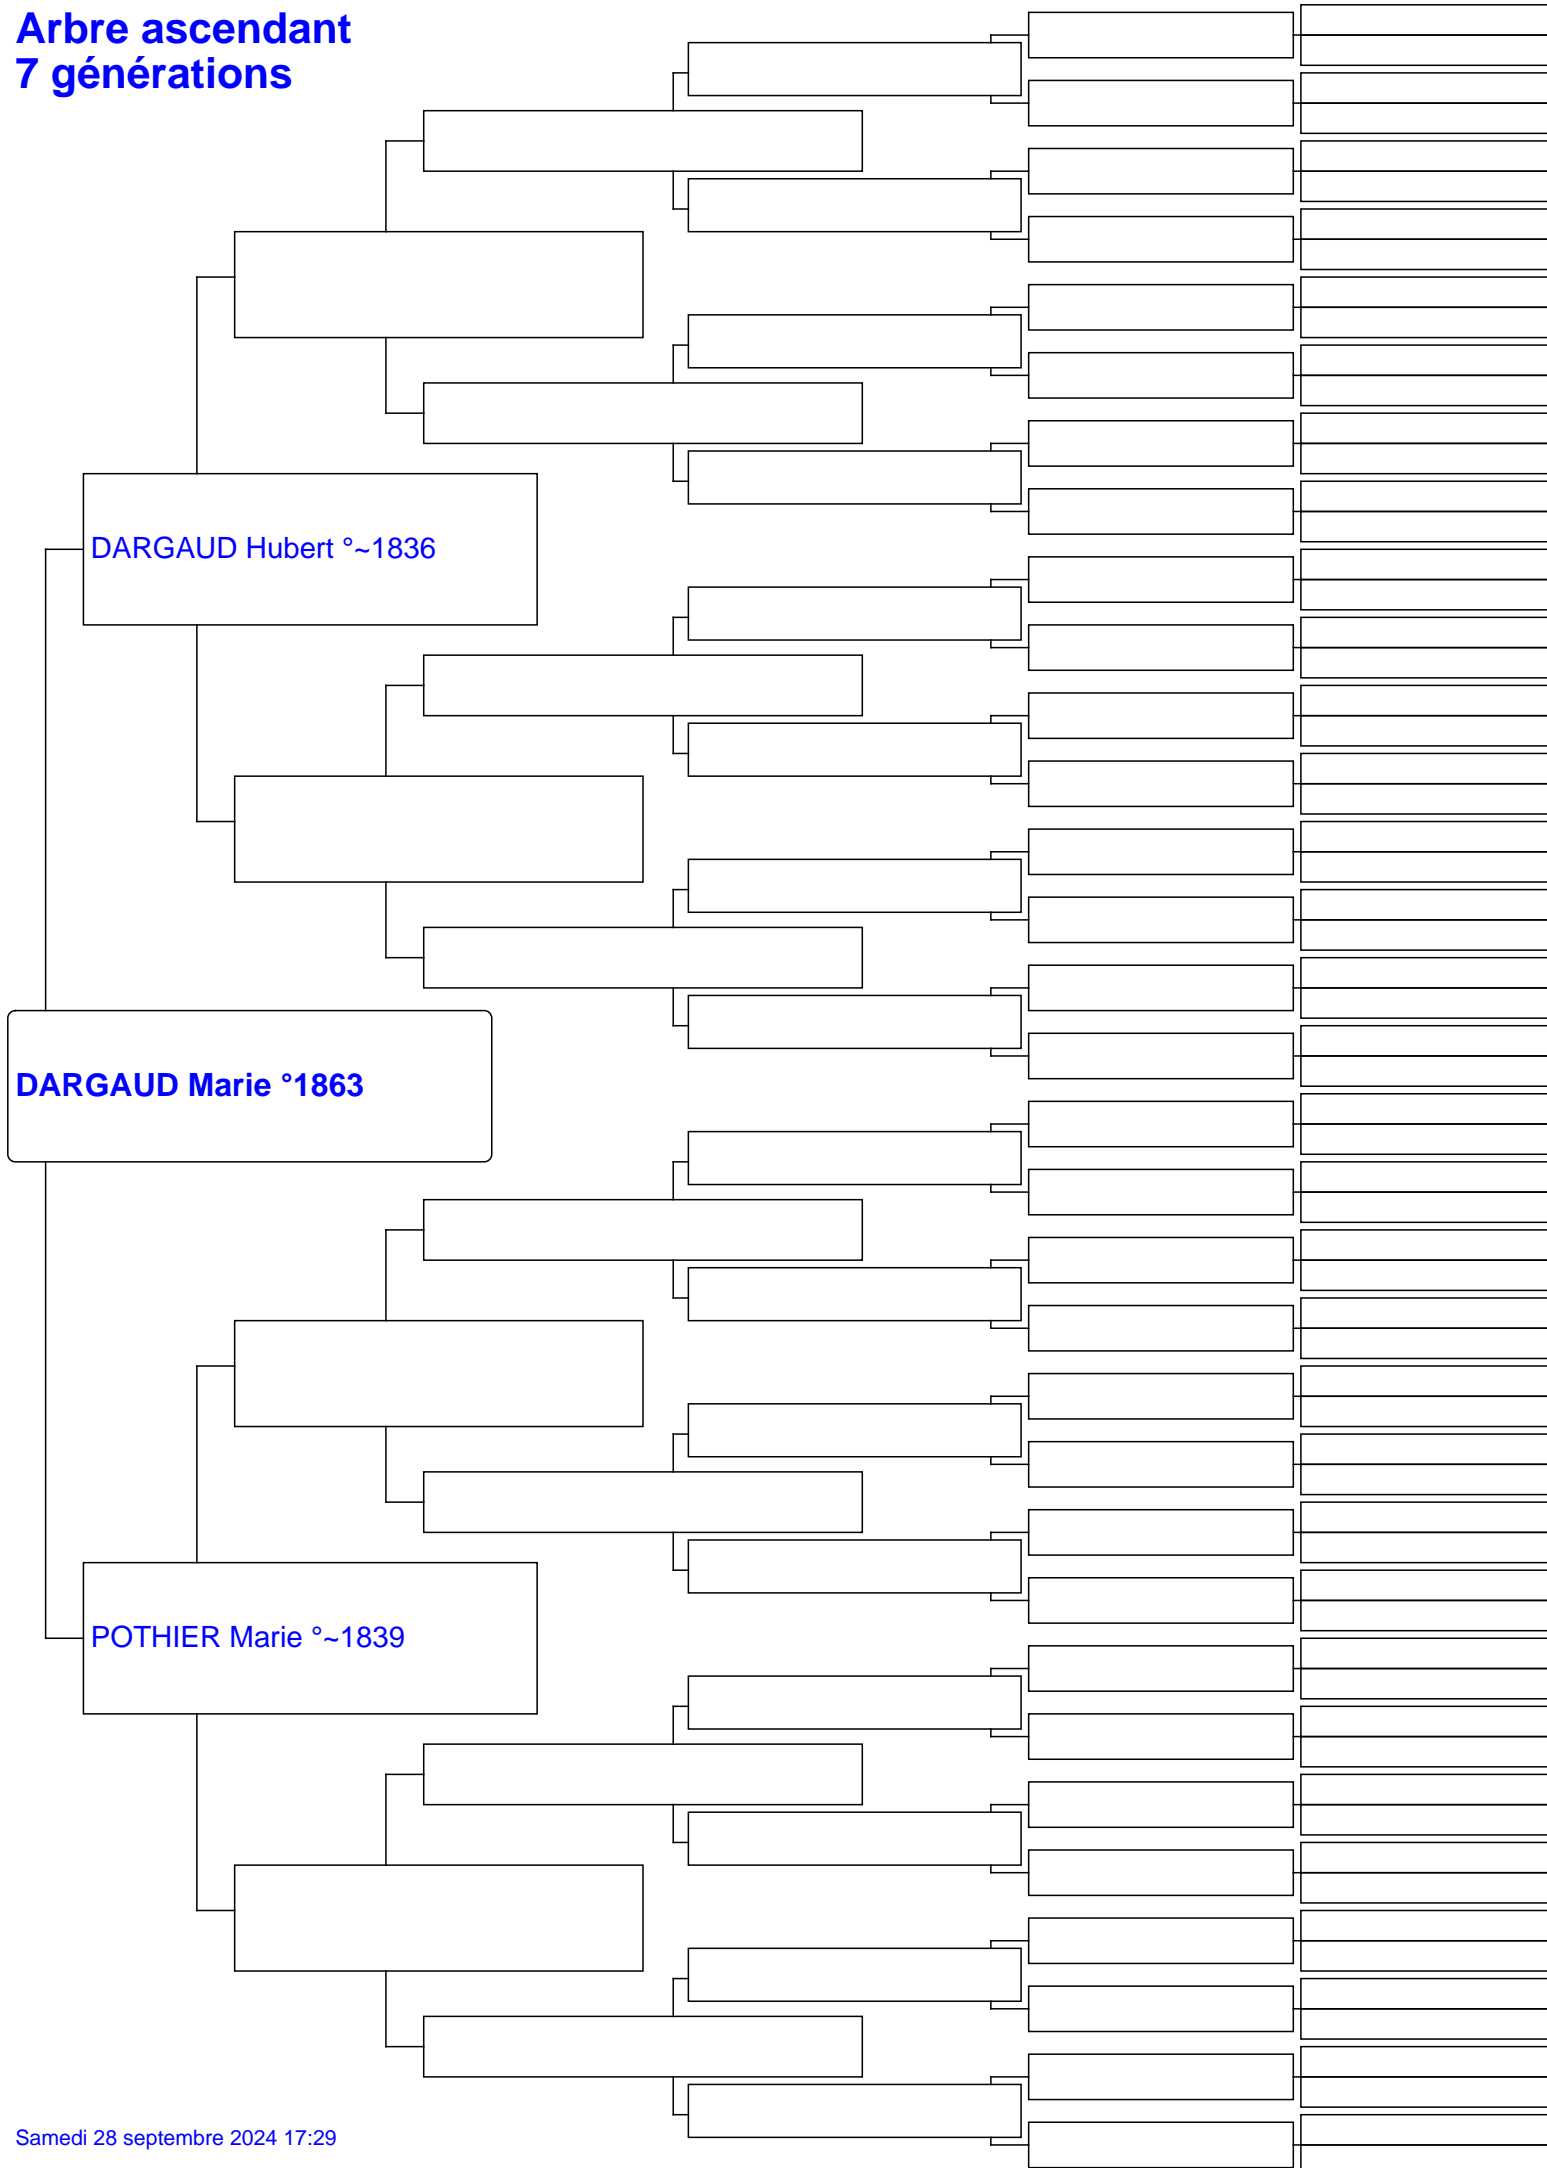 Arbre ascendant
7 générations
DARGAUD Hubert °~1836
DARGAUD Marie °1863
POTHIER Marie °~1839
Samedi 28 septembre 2024 17:29